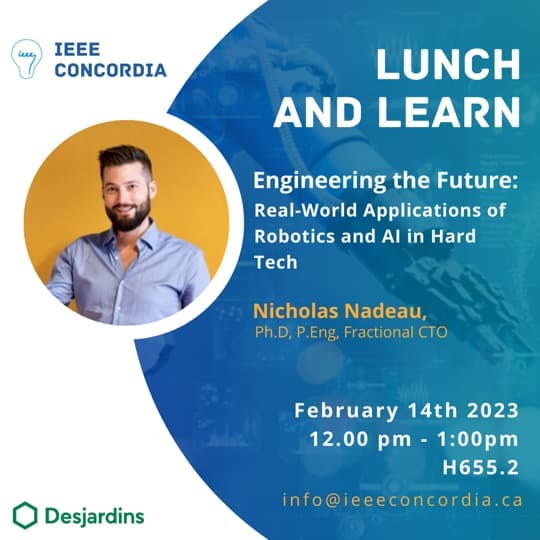 ieee
IEEE
CONCORDIA
LUNCH
AND LEARN
Engineering the Future:
Real-World Applications of
Robotics and AI in Hard
Tech
Nicholas Nadeau,
Ph.D, P.Eng, Fractional CTO
February 14th 2023
12.00 pm - 1:00pm
H655.2
info@ieeeconcordia.ca
Desjardins